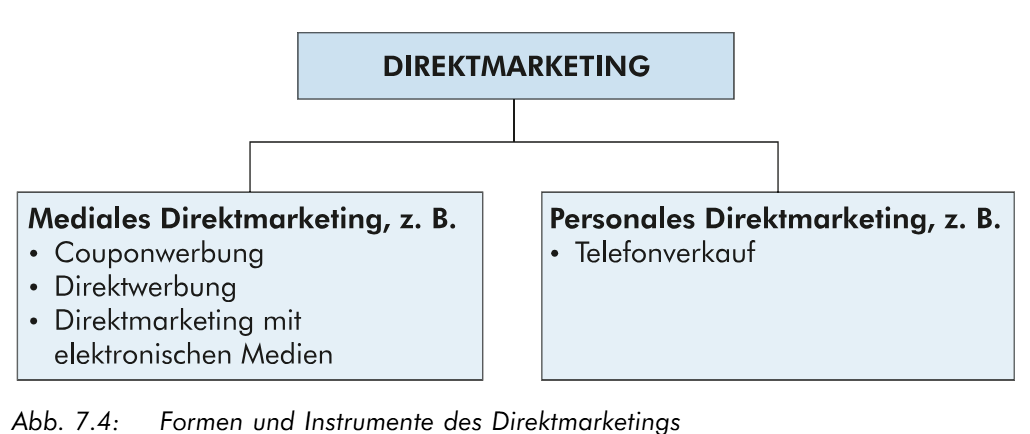 DIREKTMARKETING
Mediales Direktmarketing, z. B.
• Couponwerbung
• Direktwerbung
• Direktmarketing mit
elektronischen Medien
Personales Direktmarketing, z. B.
• Telefonverkauf
Abb. 7.4: Formen und Instrumente des Direktmarketings